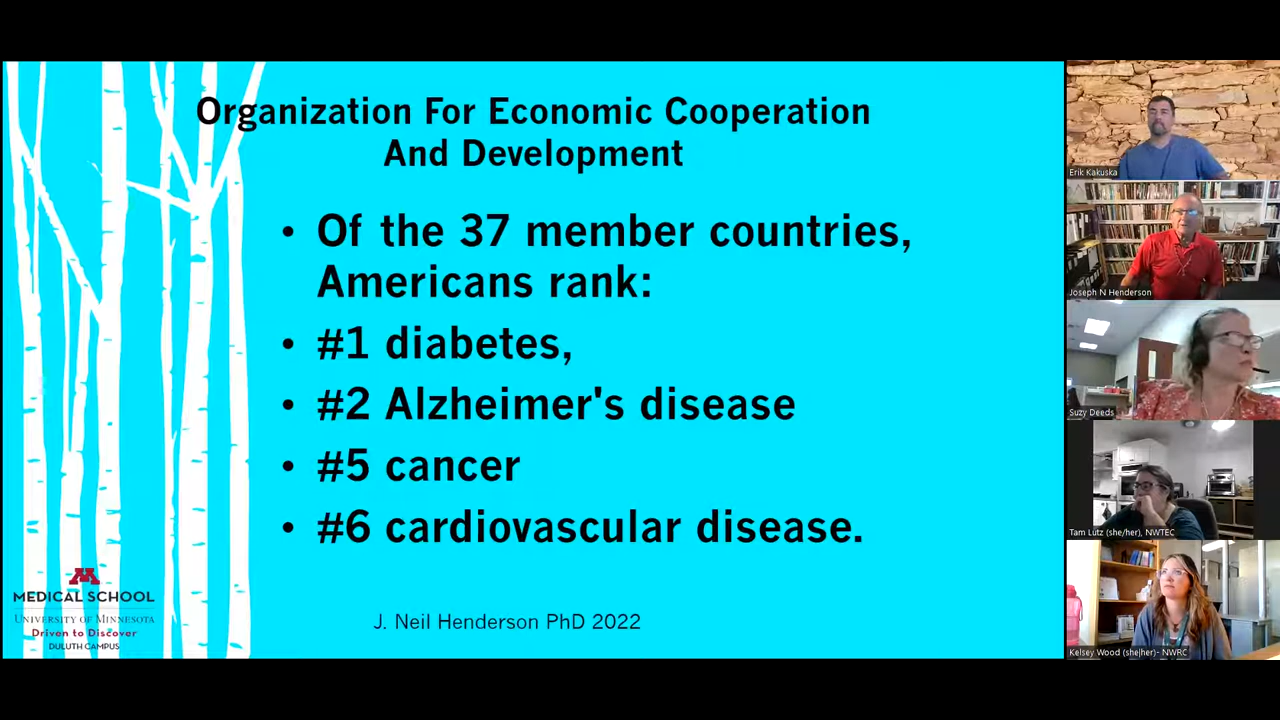 Organization For Economic Cooperation
And Development
• Of the 37 member countries,
Americans rank:
• #1 diabetes,
• #2 Alzheimer's disease
• #5 cancer
• #6 cardiovascular disease.
J. Neil Henderson PhD 2022
M
MEDICAL SCHOOL
UNIVERSITY OF MINNESOTA
Driven to Discover
DULUTH CAMPUS
Erik Kakuska
Joseph N Henderson
Suzy Deeds
Tam Lutz (she/her), NWTEC
Kelsey Wood (she|her)- NWRC